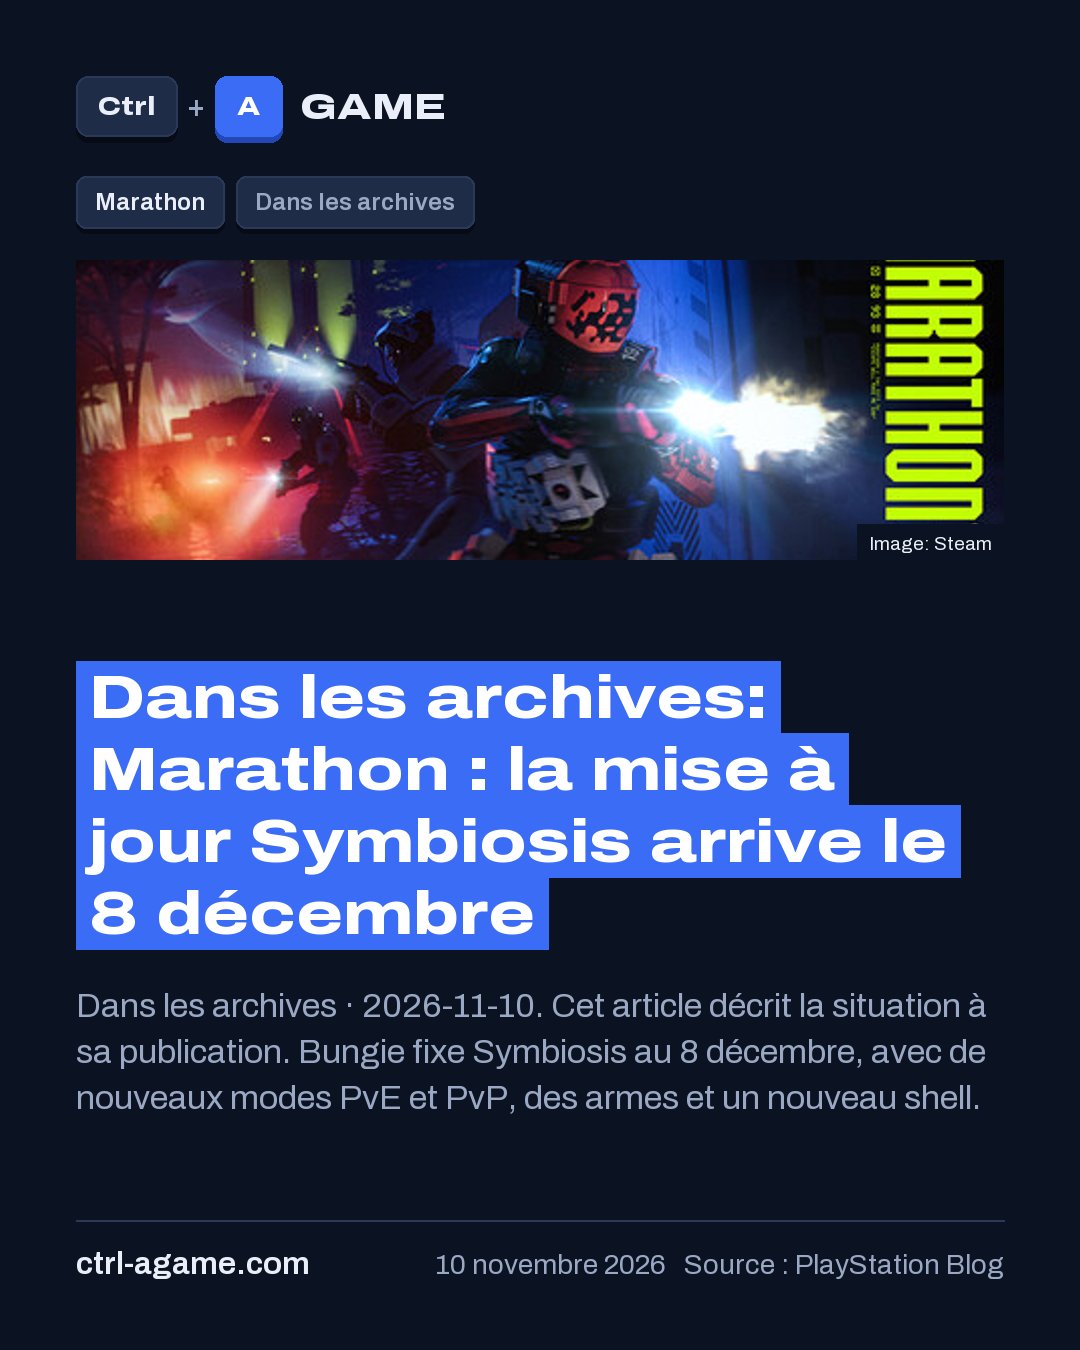 Ctrl + A GAME
Marathon Dans les archives
ARATHON
Image: Steam
Dans les archives:
Marathon : la mise à
jour Symbiosis arrive le
8 décembre
Dans les archives · 2026-11-10. Cet article décrit la situation à
sa publication. Bungie fixe Symbiosis au 8 décembre, avec de
nouveaux modes PvE et PvP, des armes et un nouveau shell.
ctrl-agame.com 10 novembre 2026 Source : PlayStation Blog